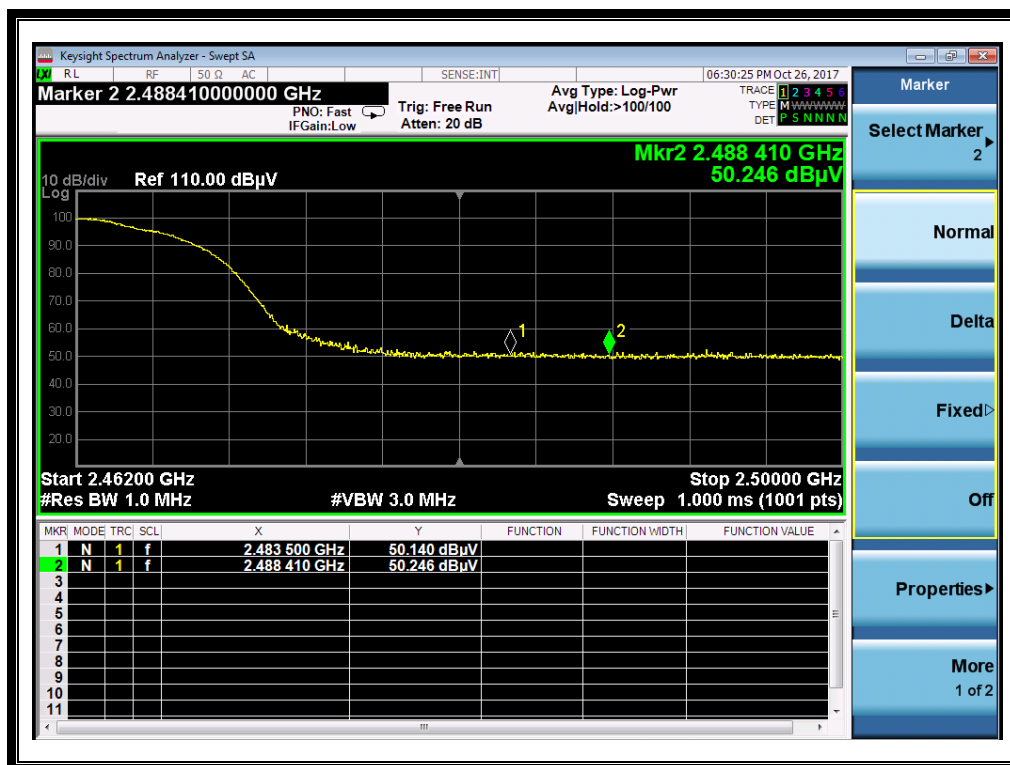 Keysight Spectrum Analyzer - Swept SA
LXI RL RF 50 Ω AC SENSE:INT 06:30:25 PM Oct 26, 2017
Marker 2 2.488410000000 GHz
PNO: Fast
IFGain:Low
Trig: Free Run
Atten: 20 dB
Avg Type: Log-Pwr
Avg|Hold:>100/100
TRACE 1 2 3 4 5 6
TYPE M WWWWW
DET P S N N N N
Mkr2 2.488 410 GHz
50.246 dBµV
10 dB/div Ref 110.00 dBµV
Log
100
90.0
80.0
70.0
60.0
50.0
40.0
30.0
20.0
1
2
Start 2.46200 GHz Stop 2.50000 GHz
#Res BW 1.0 MHz #VBW 3.0 MHz Sweep 1.000 ms (1001 pts)
MKR MODE TRC SCL X Y FUNCTION FUNCTION WIDTH FUNCTION VALUE
1 N 1 f 2.483 500 GHz 50.140 dBµV
2 N 1 f 2.488 410 GHz 50.246 dBµV
3
4
5
6
7
8
9
10
11
Marker
Select Marker
2
Normal
Delta
Fixed
Off
Properties
More
1 of 2